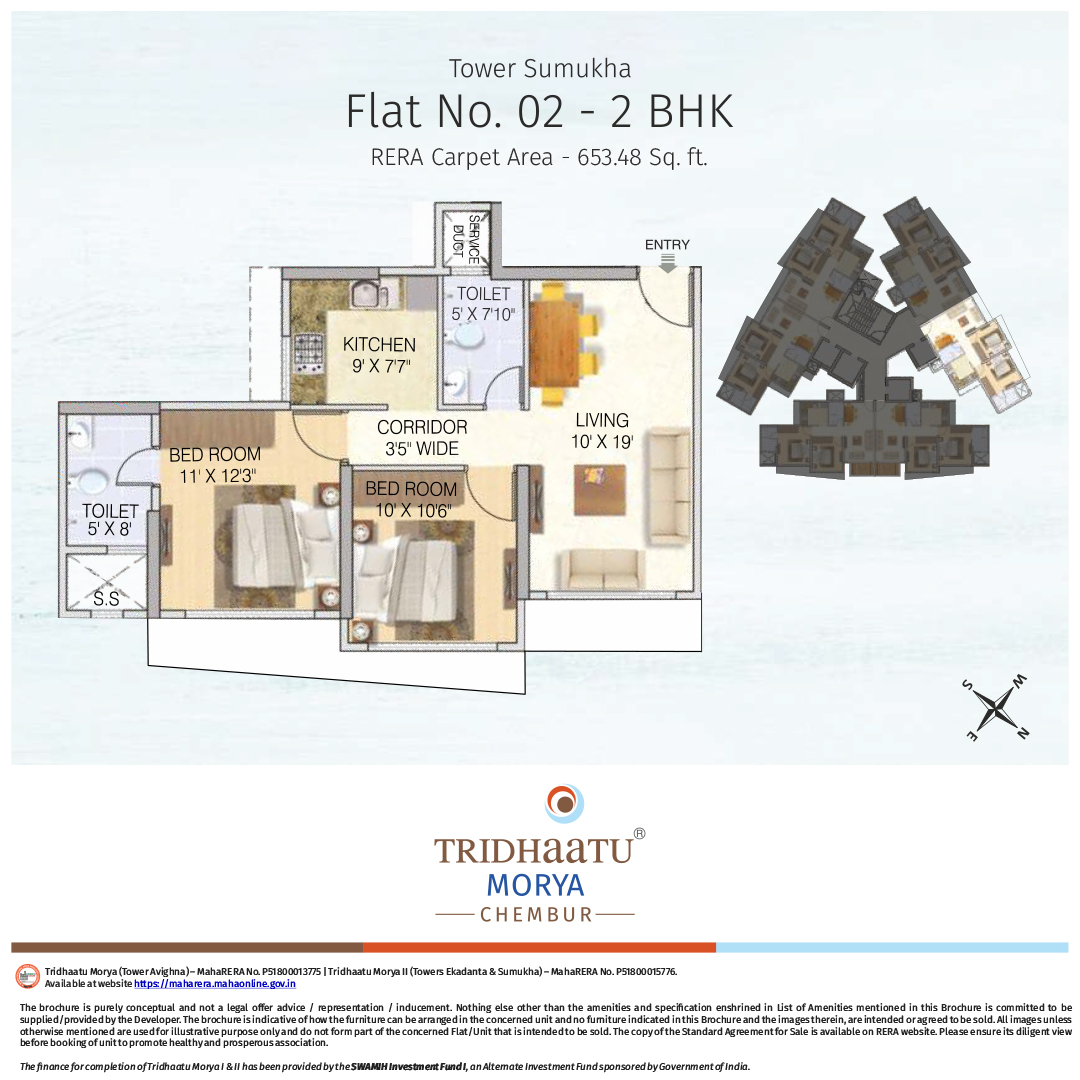 Tower Sumukha
Flat No. 02 - 2 BHK
RERA Carpet Area - 653.48 Sq. ft.
SERVICE
DUCT
ENTRY
TOILET
5' X 7'10"
KITCHEN
9' X 7'7"
LIVING
10' X 19'
CORRIDOR
3'5" WIDE
BED ROOM
11' X 12'3"
BED ROOM
10' X 10'6"
TOILET
5' X 8'
S.S
S
W
E
N
TRIDHaaTU®
MORYA
CHEMBUR
Tridhaatu Morya (Tower Avighna) – MahaRERA No. P51800013775 | Tridhaatu Morya II (Towers Ekadanta & Sumukha) – MahaRERA No. P51800015776.
Available at website https://maharera.mahaonline.gov.in
The brochure is purely conceptual and not a legal offer advice / representation / inducement. Nothing else other than the amenities and specification enshrined in List of Amenities mentioned in this Brochure is committed to be
supplied/provided by the Developer. The brochure is indicative of how the furniture can be arranged in the concerned unit and no furniture indicated in this Brochure and the images therein, are intended or agreed to be sold. All images unless
otherwise mentioned are used for illustrative purpose only and do not form part of the concerned Flat/Unit that is intended to be sold. The copy of the Standard Agreement for Sale is available on RERA website. Please ensure its diligent view
before booking of unit to promote healthy and prosperous association.
The finance for completion of Tridhaatu Morya I & II has been provided by the SWAMIH Investment Fund I, an Alternate Investment Fund sponsored by Government of India.